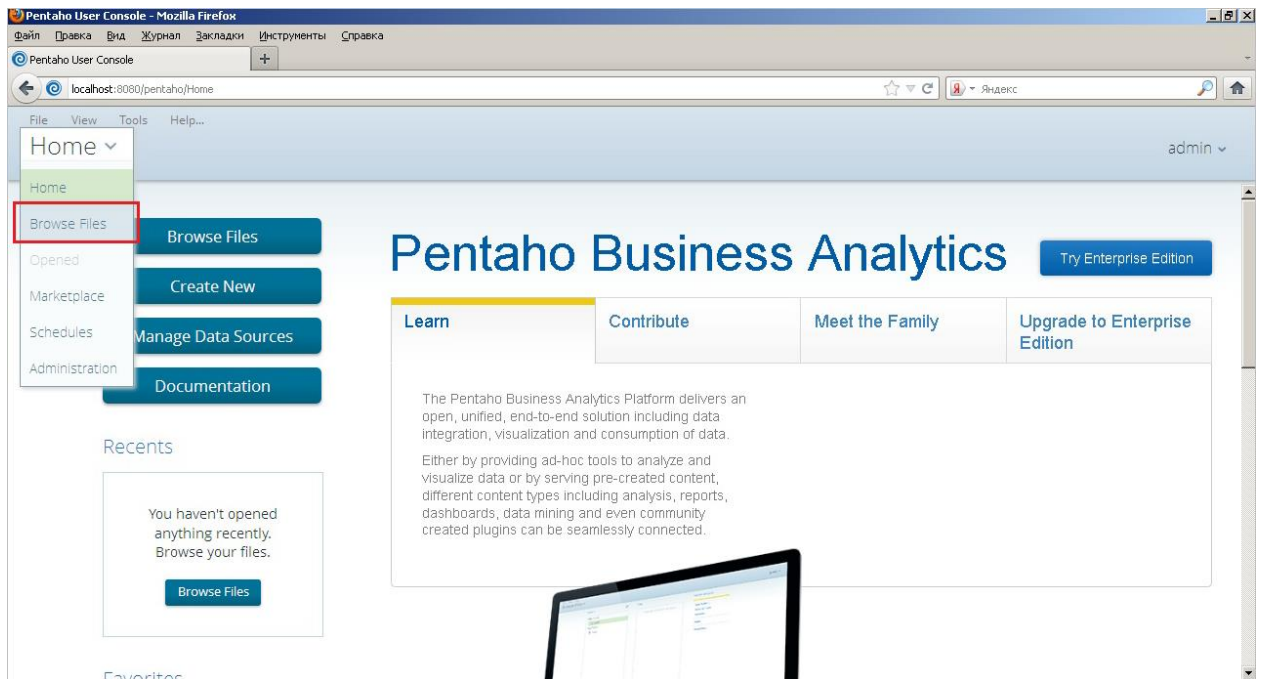 Pentaho User Console - Mozilla Firefox
Файл Правка Вид Журнал Закладки Инструменты Справка
Pentaho User Console
localhost:8080/pentaho/Home
Яндекс
File View Tools Help...
Home
admin
Home
Browse Files
Opened
Marketplace
Schedules
Administration
Browse Files
Create New
Manage Data Sources
Documentation
Recents
You haven't opened
anything recently.
Browse your files.
Browse Files
Favorites
Pentaho Business Analytics
Try Enterprise Edition
Learn
Contribute
Meet the Family
Upgrade to Enterprise
Edition
The Pentaho Business Analytics Platform delivers an
open, unified, end-to-end solution including data
integration, visualization and consumption of data.
Either by providing ad-hoc tools to analyze and
visualize data or by serving pre-created content,
different content types including analysis, reports,
dashboards, data mining and even community
created plugins can be seamlessly connected.